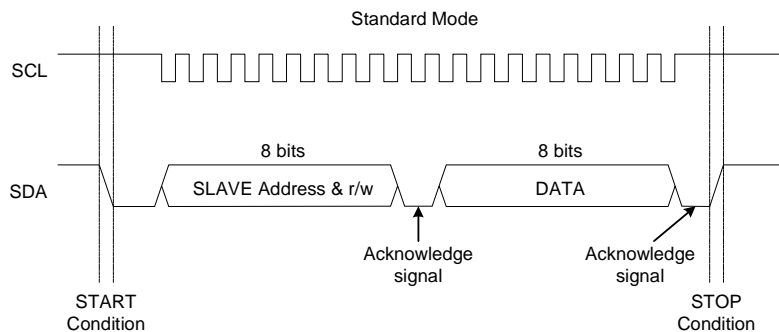 Standard Mode
SCL
8 bits
8 bits
SDA
SLAVE Address & r/w
DATA
Acknowledge
signal
Acknowledge
signal
START
Condition
STOP
Condition